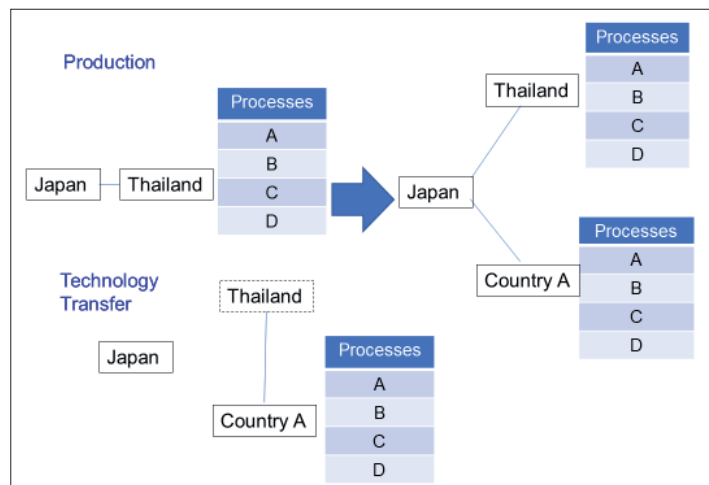 Production
Japan
Thailand
Processes
A
B
C
D
Japan
Thailand
Processes
A
B
C
D
Country A
Processes
A
B
C
D
Technology
Transfer
Japan
Thailand
Country A
Processes
A
B
C
D